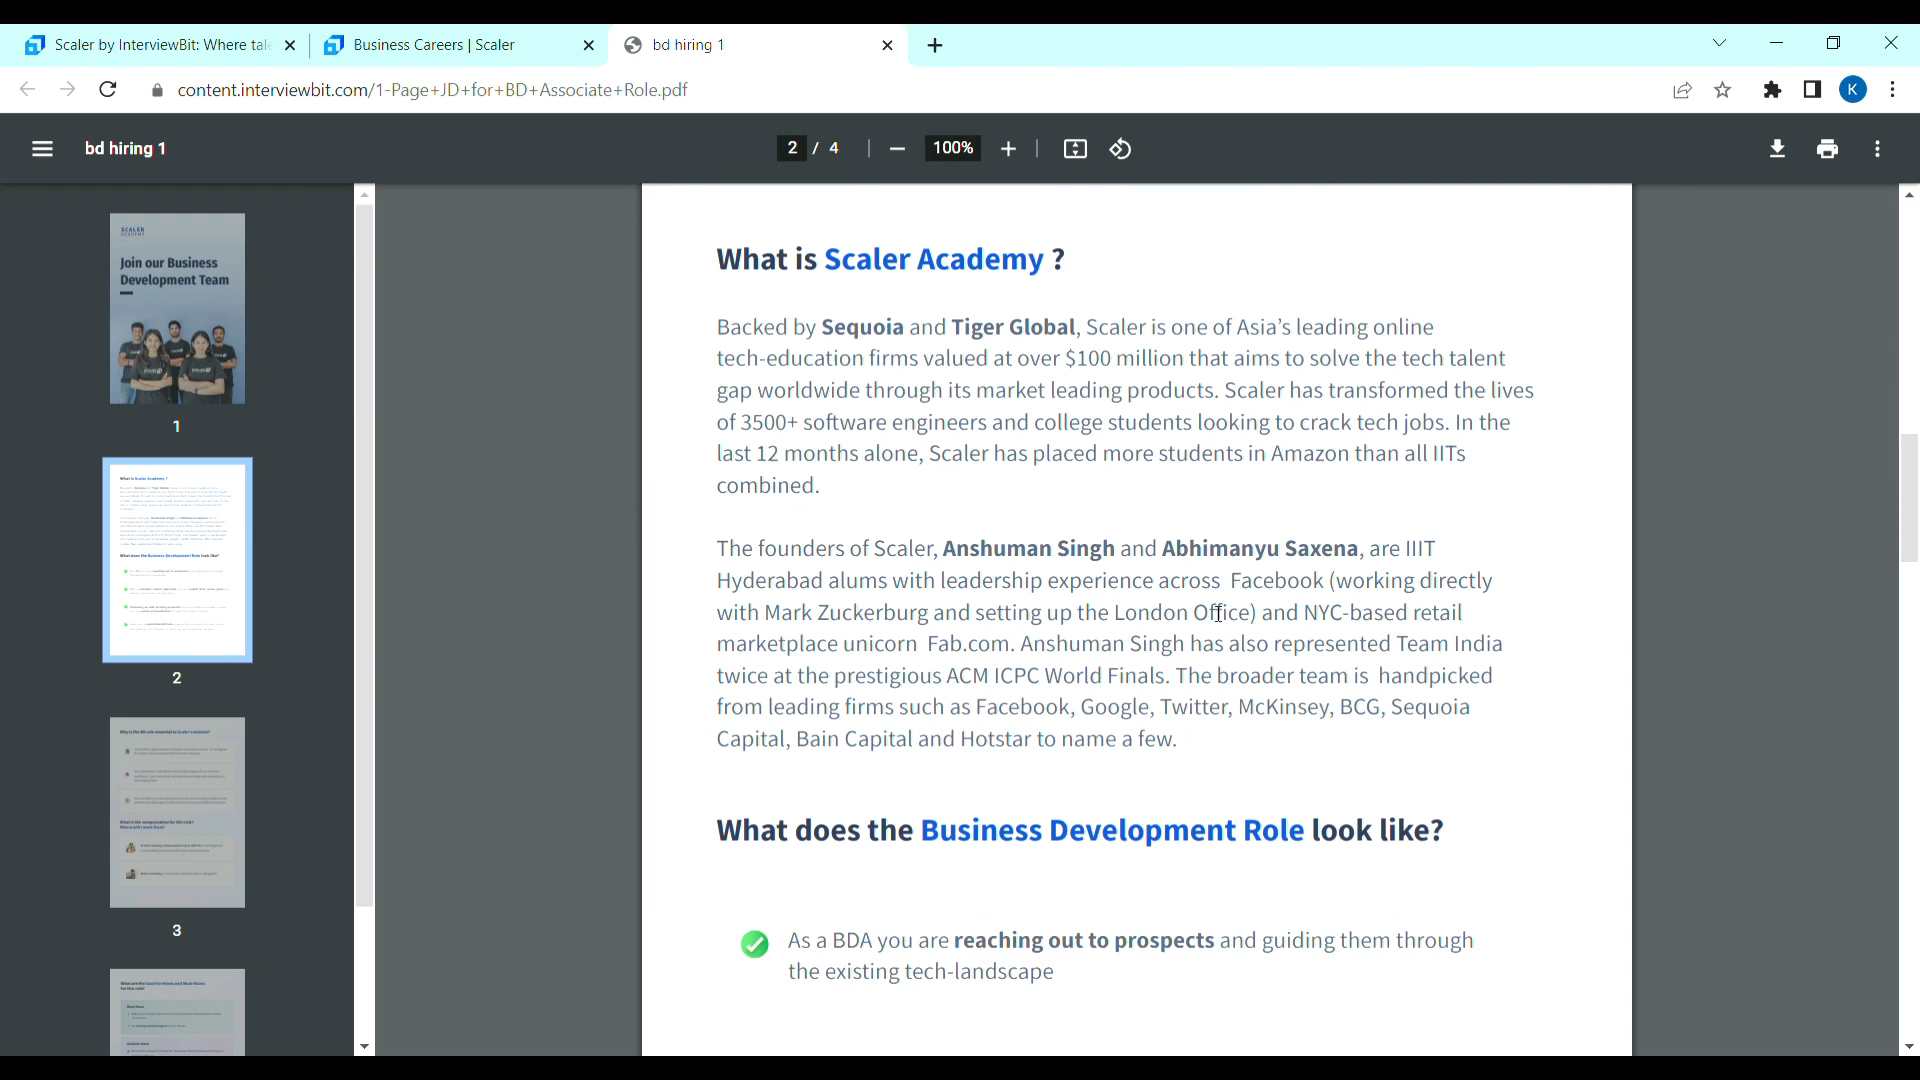 Scaler by InterviewBit: Where tal
Business Careers | Scaler
bd hiring 1
content.interviewbit.com/1-Page+JD+for+BD+Associate+Role.pdf
K
bd hiring 1
2 / 4
100%
SCALER
ACADEMY
Join our Business
Development Team
1
2
3
What is Scaler Academy ?
Backed by Sequoia and Tiger Global, Scaler is one of Asia’s leading online
tech-education firms valued at over $100 million that aims to solve the tech talent
gap worldwide through its market leading products. Scaler has transformed the lives
of 3500+ software engineers and college students looking to crack tech jobs. In the
last 12 months alone, Scaler has placed more students in Amazon than all IITs
combined.
The founders of Scaler, Anshuman Singh and Abhimanyu Saxena, are IIIT
Hyderabad alums with leadership experience across Facebook (working directly
with Mark Zuckerburg and setting up the London Office) and NYC-based retail
marketplace unicorn Fab.com. Anshuman Singh has also represented Team India
twice at the prestigious ACM ICPC World Finals. The broader team is handpicked
from leading firms such as Facebook, Google, Twitter, McKinsey, BCG, Sequoia
Capital, Bain Capital and Hotstar to name a few.
What does the Business Development Role look like?
As a BDA you are reaching out to prospects and guiding them through
the existing tech-landscape